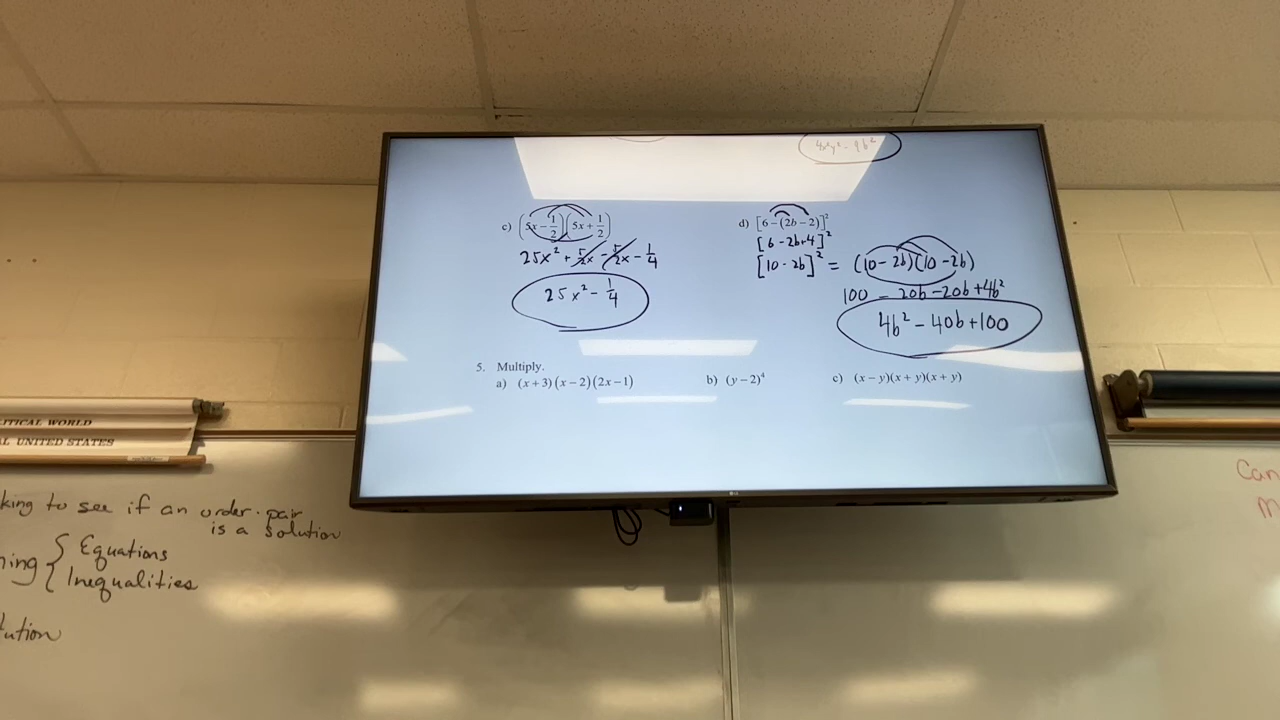 4x²y² - 9b²
c) (5x - 1/2)(5x + 1/2)
25x² + 5/2x - 5/2x - 1/4
25x² - 1/4
d) [6 - (2b - 2)]²
[6 - 2b+4]²
[10 - 2b]² = (10 - 2b)(10 - 2b)
100 - 20b - 20b + 4b²
4b² - 40b + 100
5. Multiply.
a) (x + 3)(x - 2)(2x - 1)
b) (y - 2)⁴
c) (x - y)(x + y)(x + y)
LG
ITICAL WORLD
UNITED STATES
king to see if an order. pair
is a solution
ning { Equations
Inequalities
ution
Can
M